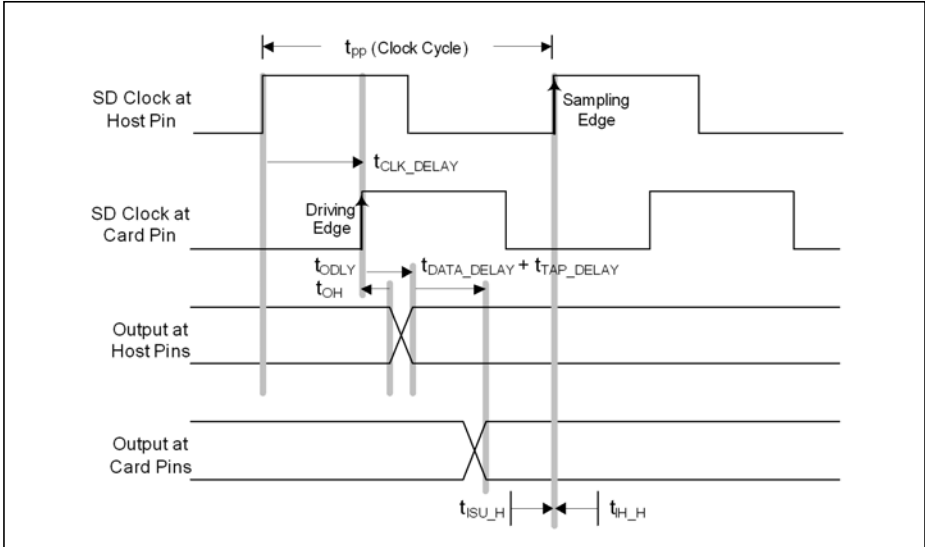 tpp (Clock Cycle)
SD Clock at
Host Pin
Sampling
Edge
tCLK_DELAY
SD Clock at
Card Pin
Driving
Edge
tODLY
tDATA_DELAY + tTAP_DELAY
tOH
Output at
Host Pins
Output at
Card Pins
tISU_H
tIH_H